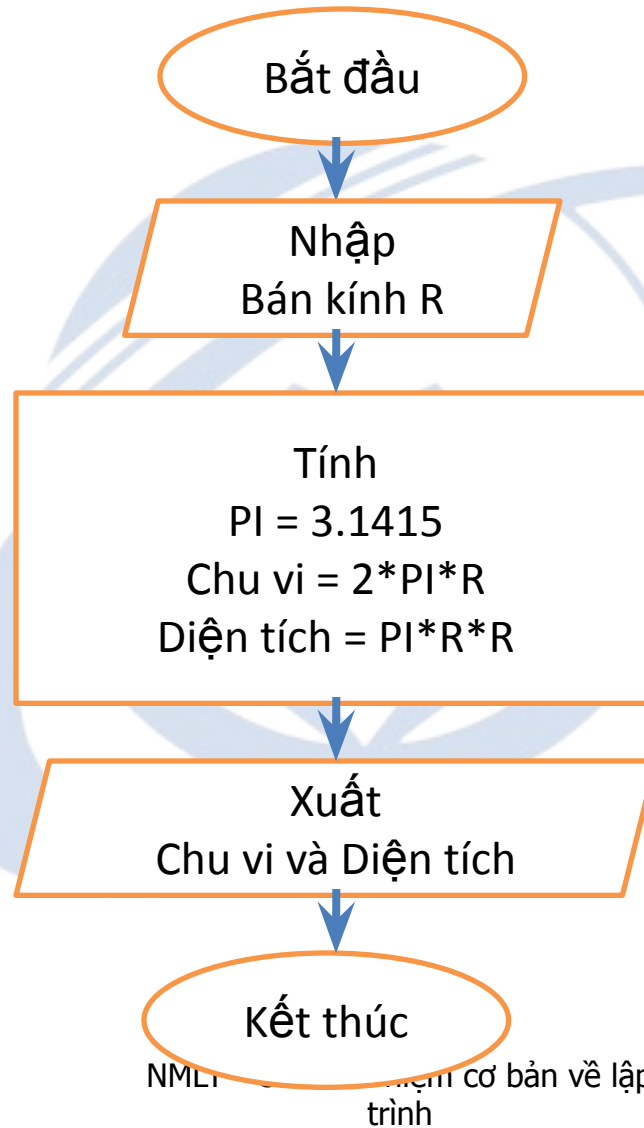 Bắt đầu
Nhập
Bán kính R
Tính
PI = 3.1415
Chu vi = 2*PI*R
Diện tích = PI*R*R
Xuất
Chu vi và Diện tích
Kết thúc
cơ bản về lập
trình